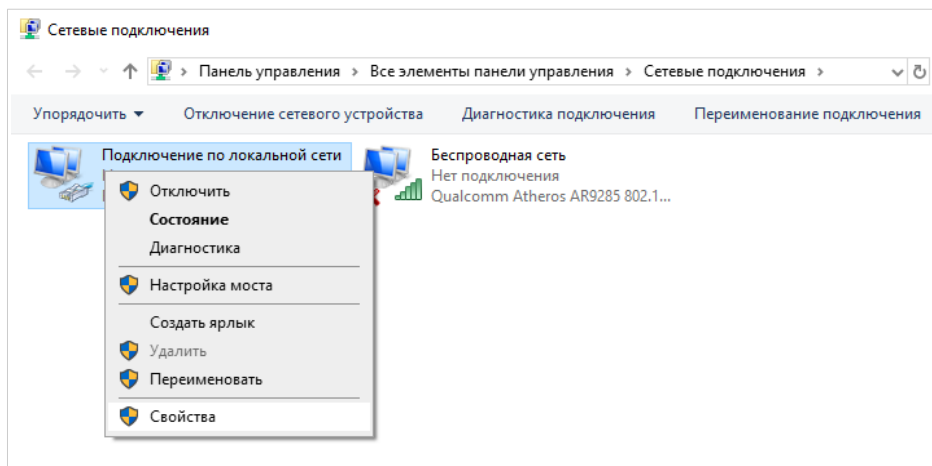 Сетевые подключения
Панель управления > Все элементы панели управления > Сетевые подключения >
Упорядочить Отключение сетевого устройства Диагностика подключения Переименование подключения
Подключение по локальной сети
Беспроводная сеть
Нет подключения
Qualcomm Atheros AR9285 802.1...
Отключить
Состояние
Диагностика
Настройка моста
Создать ярлык
Удалить
Переименовать
Свойства